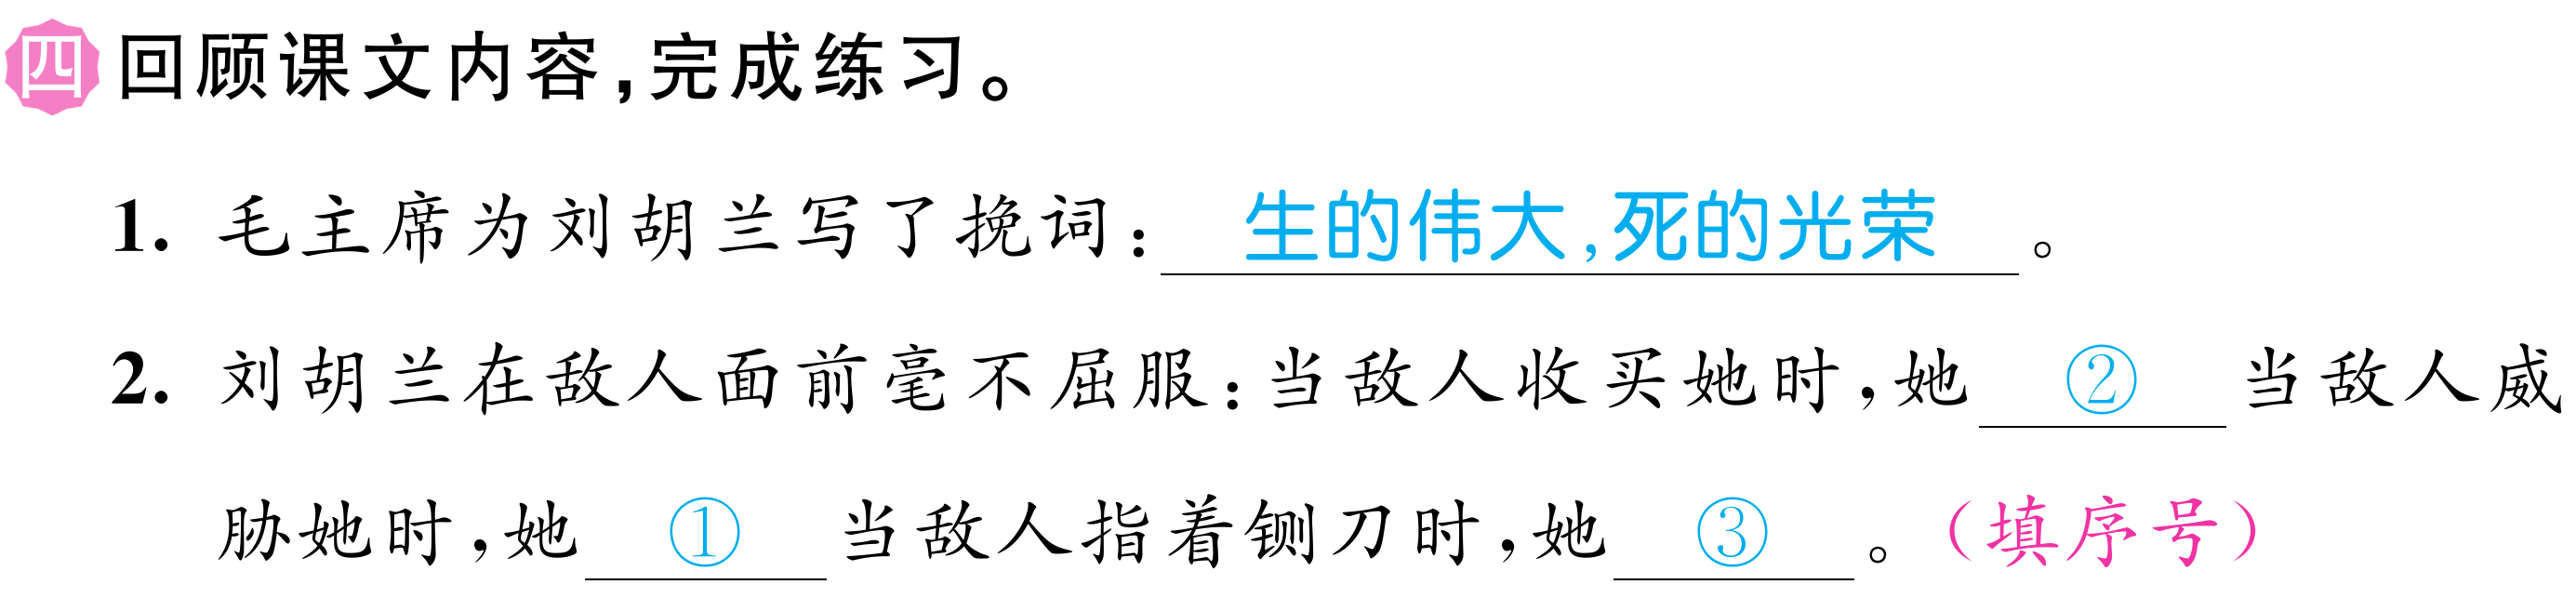 四 回顾课文内容,完成练习。
1. 毛主席为刘胡兰写了挽词:生的伟大,死的光荣。
2. 刘胡兰在敌人面前毫不屈服:当敌人收买她时,她 ② 当敌人威
胁她时,她 ① 当敌人指着铡刀时,她 ③ 。(填序号)